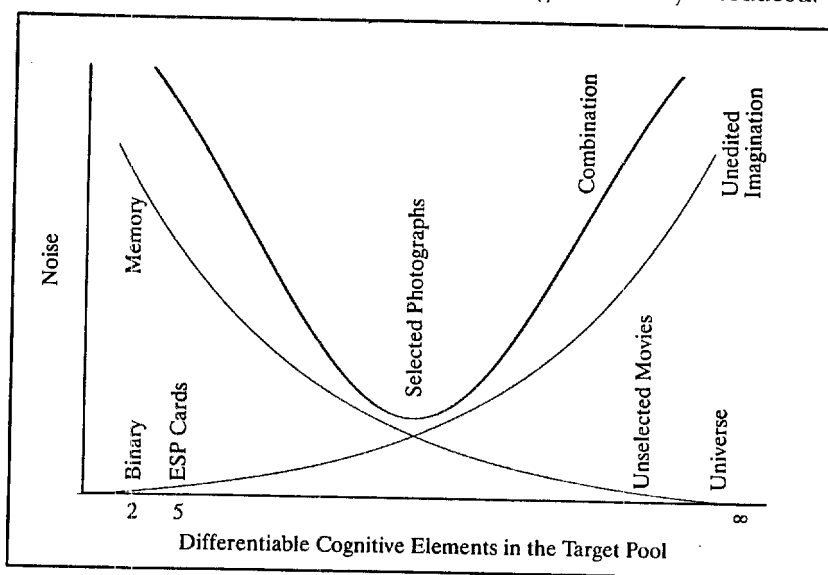 Noise
Memory
Binary
ESP Cards
Selected Photographs
Combination
Unselected Movies
Unedited
Imagination
Universe
2
5
∞
Differentiable Cognitive Elements in the Target Pool